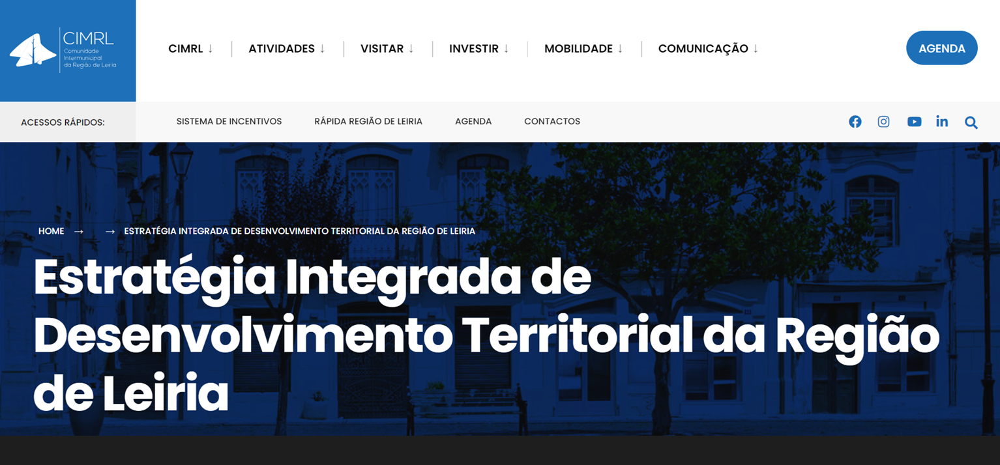 CIMRL
Comunidade
Intermunicipal
da Região de Leiria
CIMRL ↓
ATIVIDADES ↓
VISITAR ↓
INVESTIR ↓
MOBILIDADE ↓
COMUNICAÇÃO ↓
AGENDA
ACESSOS RÁPIDOS:
SISTEMA DE INCENTIVOS
RÁPIDA REGIÃO DE LEIRIA
AGENDA
CONTACTOS
HOME → → ESTRATÉGIA INTEGRADA DE DESENVOLVIMENTO TERRITORIAL DA REGIÃO DE LEIRIA
Estratégia Integrada de
Desenvolvimento Territorial da Região
de Leiria